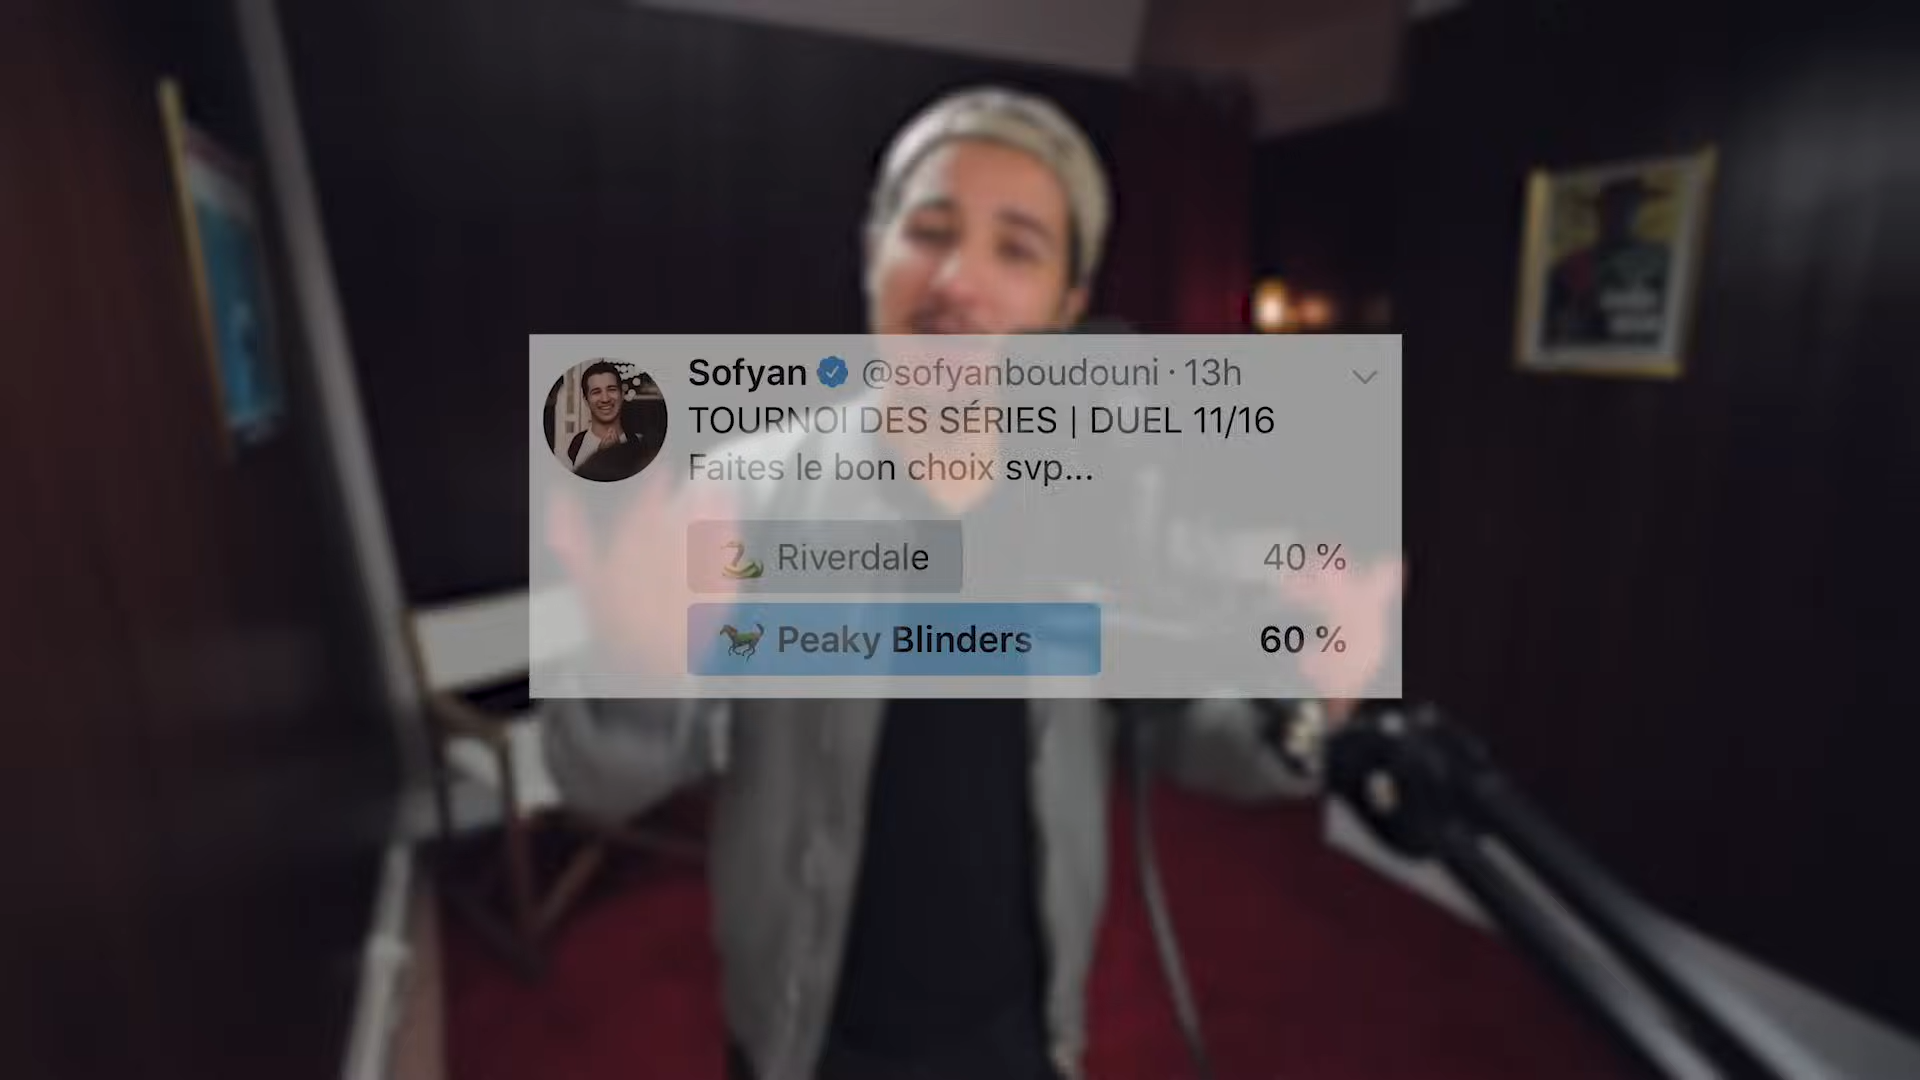 Sofyan @sofyanboudouni · 13h
TOURNOI DES SÉRIES | DUEL 11/16
Faites le bon choix svp...
Riverdale 40 %
Peaky Blinders 60 %